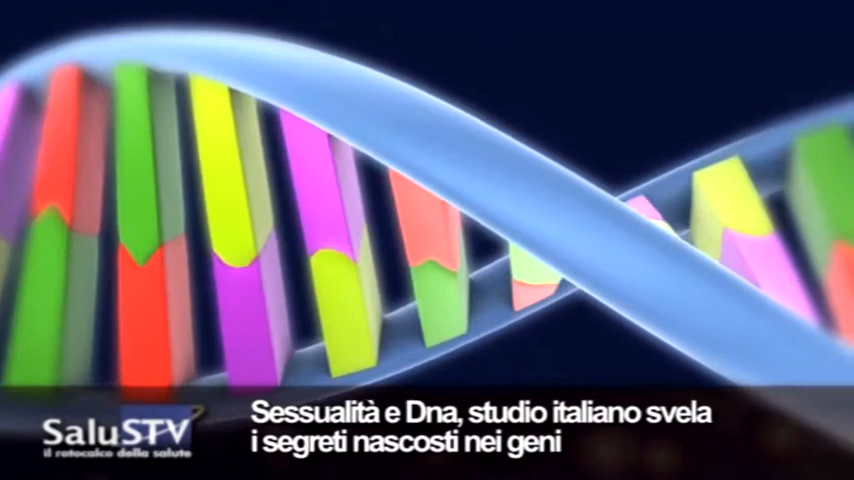 Sessualità e Dna, studio italiano svela
i segreti nascosti nei geni
SaluSTV
il rotocalco della salute